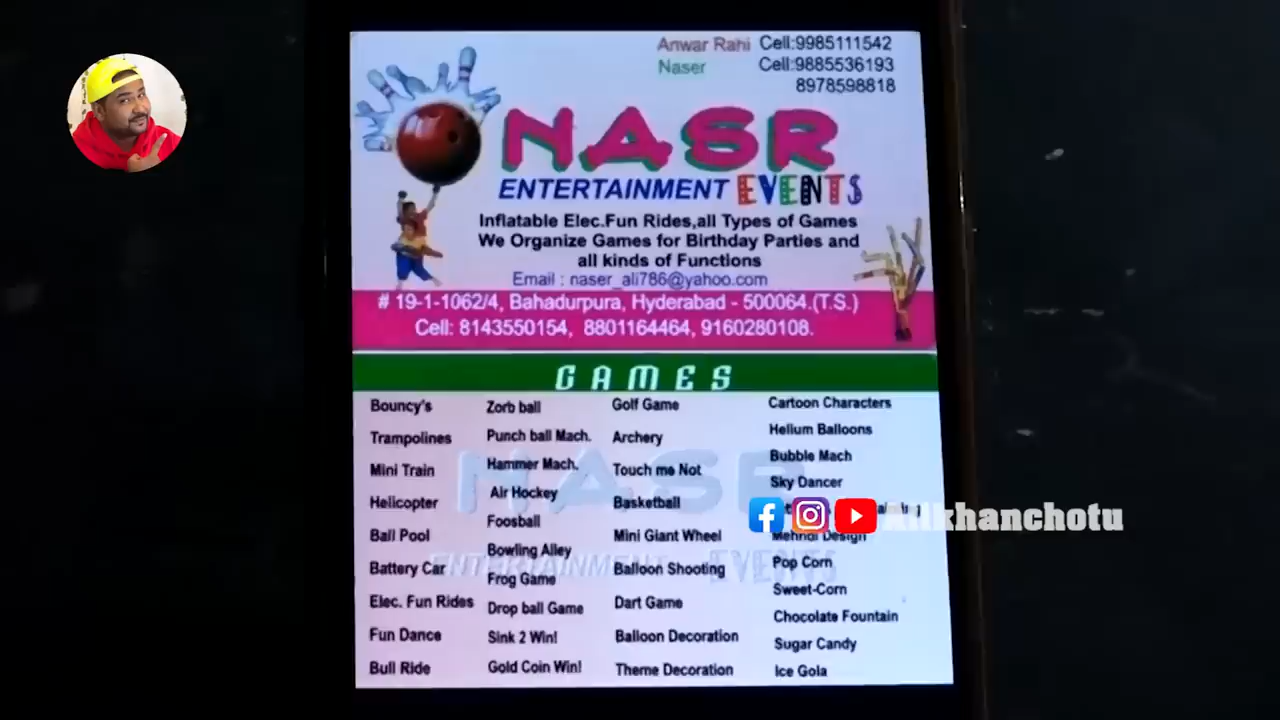 Anwar Rahi Cell:9985111542
Naser Cell:9885536193
8978598818
NASR
ENTERTAINMENT EVENTS
Inflatable Elec.Fun Rides,all Types of Games
We Organize Games for Birthday Parties and
all kinds of Functions
Email : naser_ali786@yahoo.com
# 19-1-1062/4, Bahadurpura, Hyderabad - 500064.(T.S.)
Cell: 8143550154, 8801164464, 9160280108.
GAMES
Bouncy's
Trampolines
Mini Train
Helicopter
Ball Pool
Battery Car
Elec. Fun Rides
Fun Dance
Bull Ride
Zorb ball
Punch ball Mach.
Hammer Mach.
Air Hockey
Foosball
Bowling Alley
Frog Game
Drop ball Game
Sink 2 Win!
Gold Coin Win!
Golf Game
Archery
Touch me Not
Basketball
Mini Giant Wheel
Balloon Shooting
Dart Game
Balloon Decoration
Theme Decoration
Cartoon Characters
Helium Balloons
Bubble Mach
Sky Dancer
Mehndi Design
Pop Corn
Sweet-Corn
Chocolate Fountain
Sugar Candy
Ice Gola
NASR
ENTERTAINMENT EVENTS